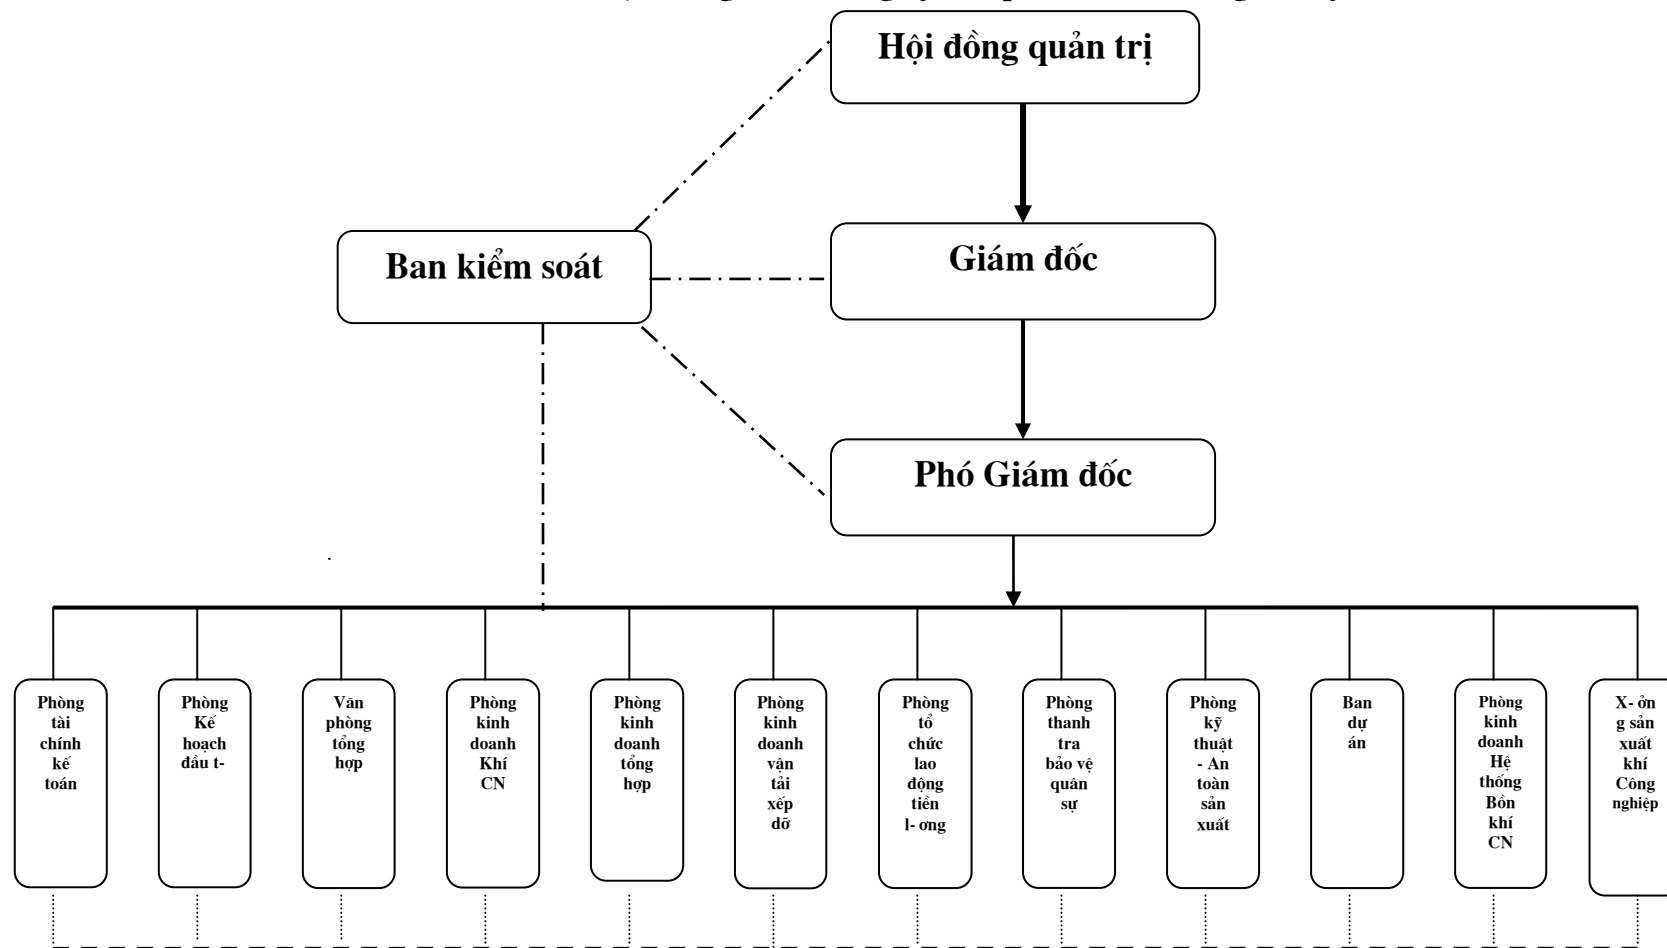 Hội đồng quản trị
Ban kiểm soát
Giám đốc
Phó Giám đốc
Phòng
tài
chính
kế
toán
Phòng
Kế
hoạch
đầu t-
Văn
phòng
tổng
hợp
Phòng
kinh
doanh
Khí
CN
Phòng
kinh
doanh
tổng
hợp
Phòng
kinh
doanh
vận
tải
xếp
dỡ
Phòng
tổ
chức
lao
động
tiền
l- ơng
Phòng
thanh
tra
bảo vệ
quân
sự
Phòng
kỹ
thuật
- An
toàn
sản
xuất
Ban
dự
án
Phòng
kinh
doanh
Hệ
thống
Bồn
khí
CN
X- ởn
g sản
xuất
khí
Công
nghiệp